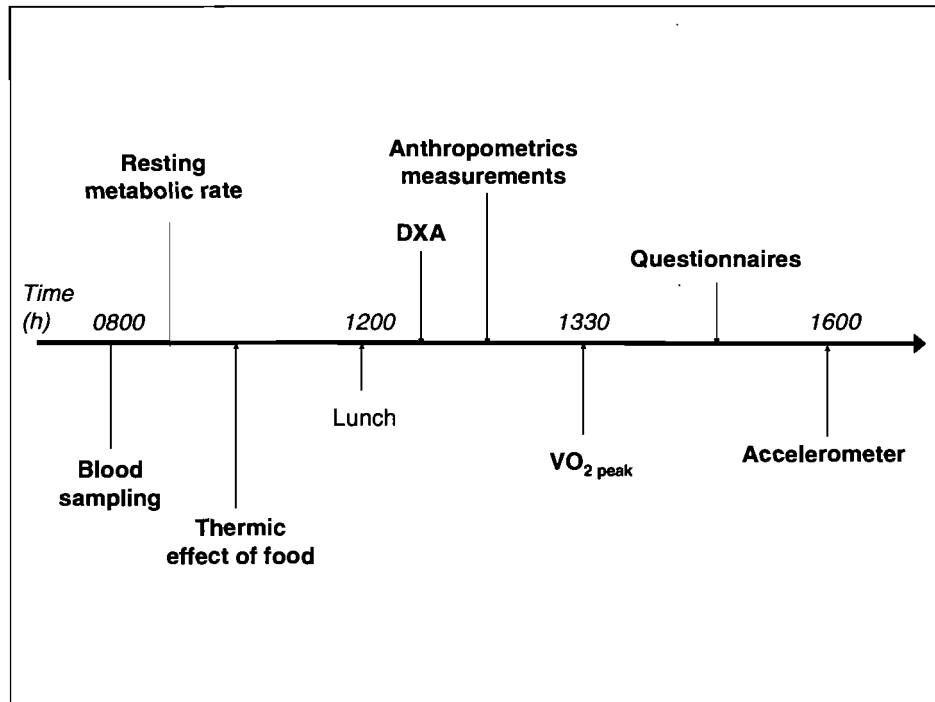 Resting
metabolic rate
Anthropometrics
measurements
DXA
Questionnaires
Time
(h) 0800 1200 1330 1600
Lunch
Blood
sampling
VO2 peak
Accelerometer
Thermic
effect of food